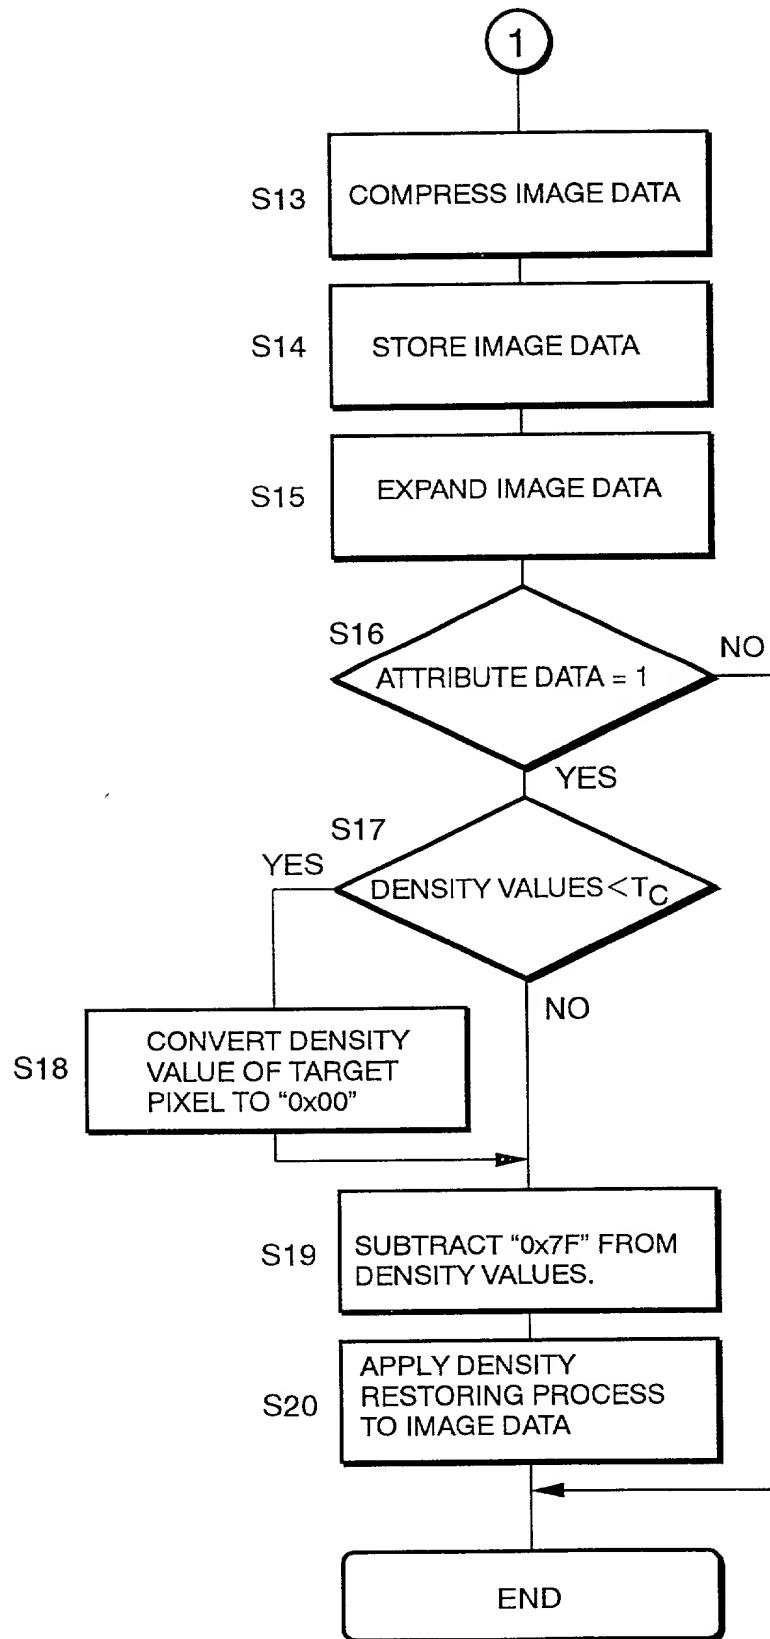 1
S13
COMPRESS IMAGE DATA
S14
STORE IMAGE DATA
S15
EXPAND IMAGE DATA
S16
ATTRIBUTE DATA = 1
NO
YES
S17
YES
DENSITY VALUES<TC
NO
S18
CONVERT DENSITY
VALUE OF TARGET
PIXEL TO “0x00”
S19
SUBTRACT “0x7F” FROM
DENSITY VALUES.
S20
APPLY DENSITY
RESTORING PROCESS
TO IMAGE DATA
END